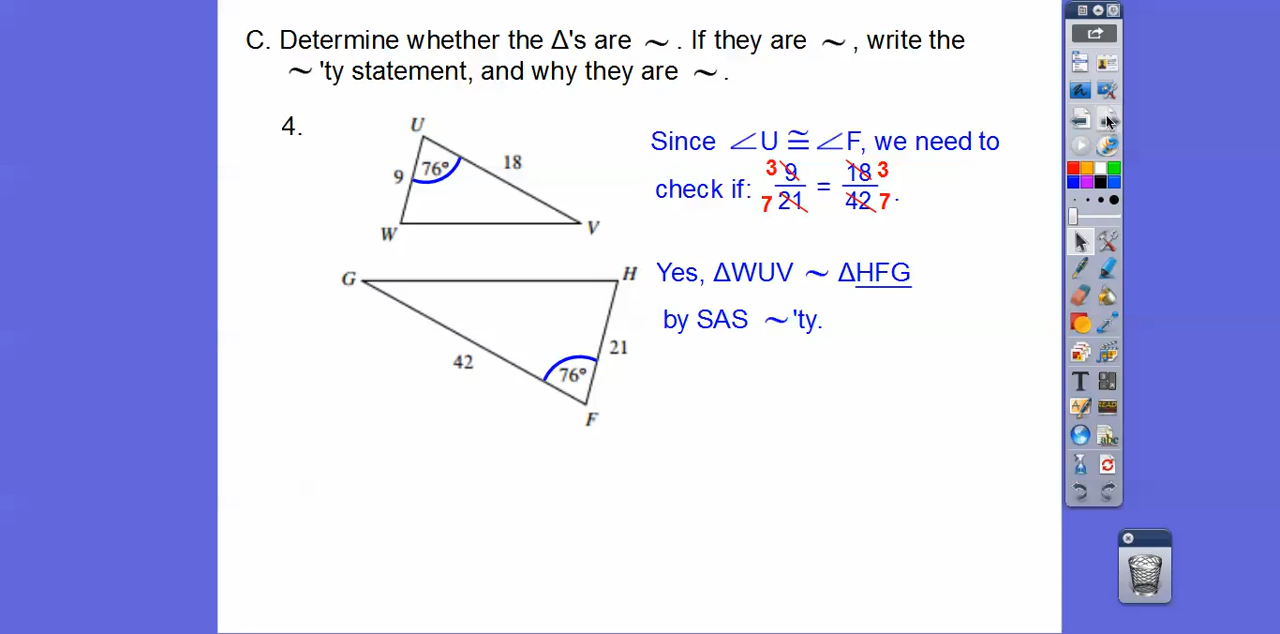 C. Determine whether the Δ's are ~ . If they are ~ , write the
~ 'ty statement, and why they are ~ .
4.
U
76°
18
9
W
V
Since ∠U ≅ ∠F, we need to
check if: 3 9/7 21 = 18 3/42 7 .
G
H
Yes, ΔWUV ~ ΔHFG
by SAS ~'ty.
21
42
76°
F